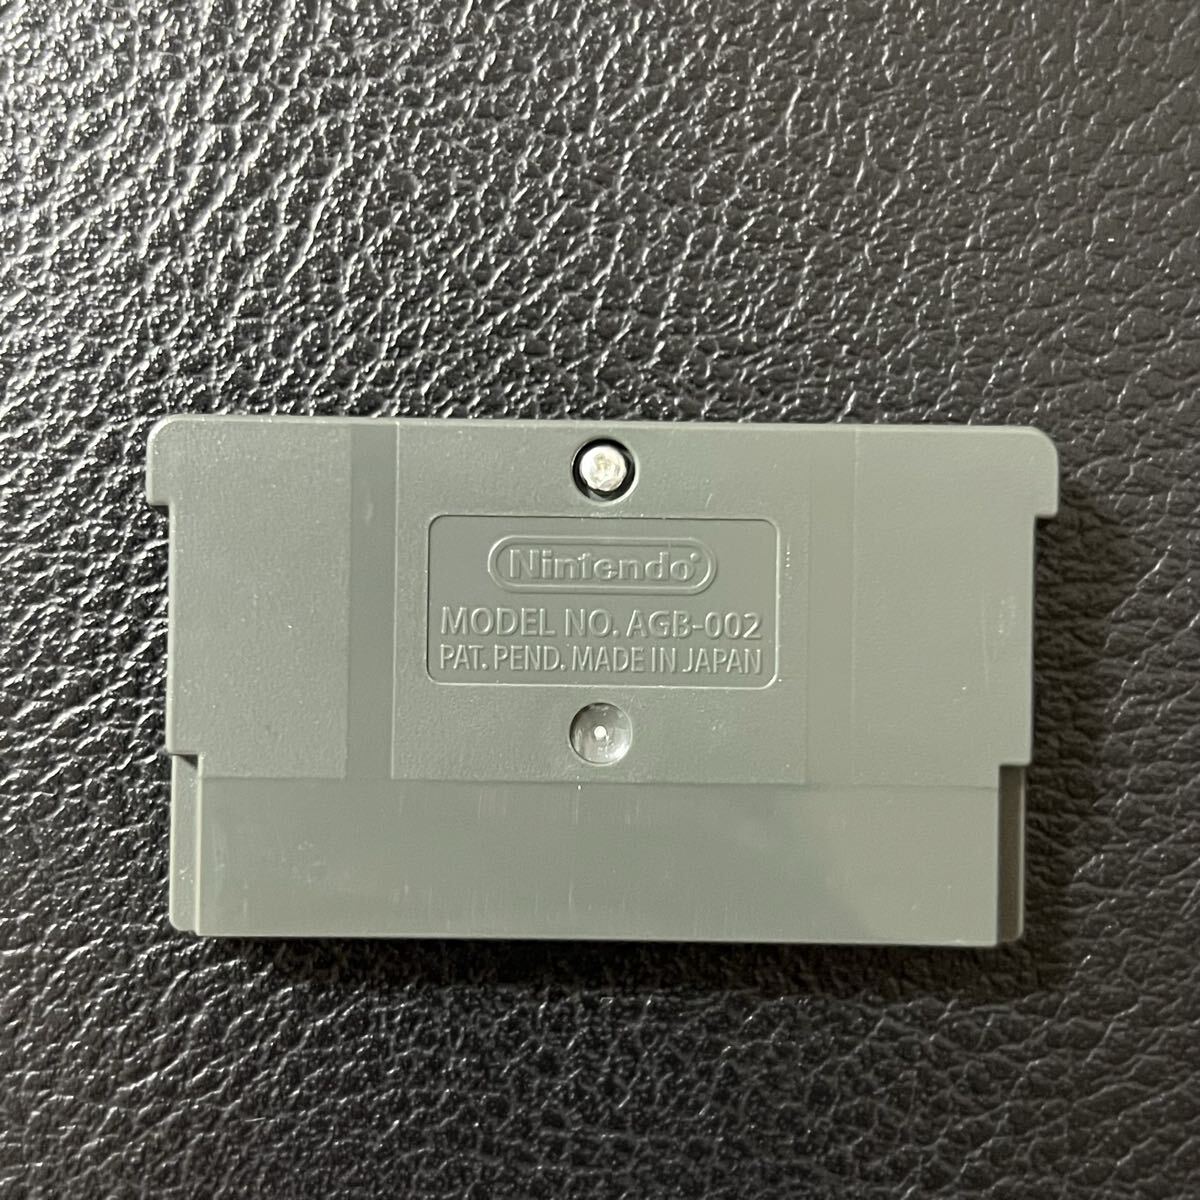 Nintendo
MODEL NO. AGB-002
PAT. PEND. MADE IN JAPAN